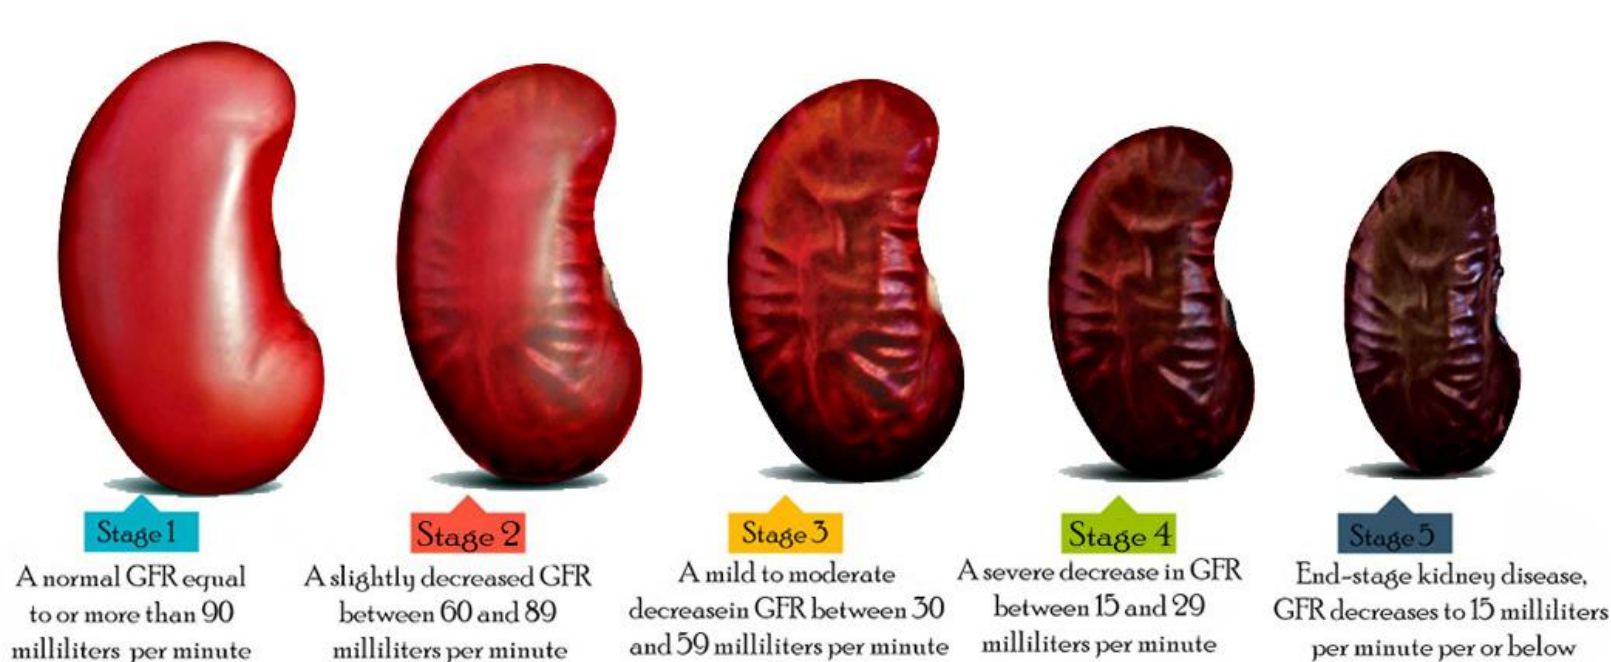 Stage 1
A normal GFR equal
to or more than 90
milliliters per minute
Stage 2
A slightly decreased GFR
between 60 and 89
milliliters per minute
Stage 3
A mild to moderate
decreasein GFR between 30
and 59 milliliters per minute
Stage 4
A severe decrease in GFR
between 15 and 29
milliliters per minute
Stage 5
End-stage kidney disease,
GFR decreases to 15 milliliters
per minute per or below